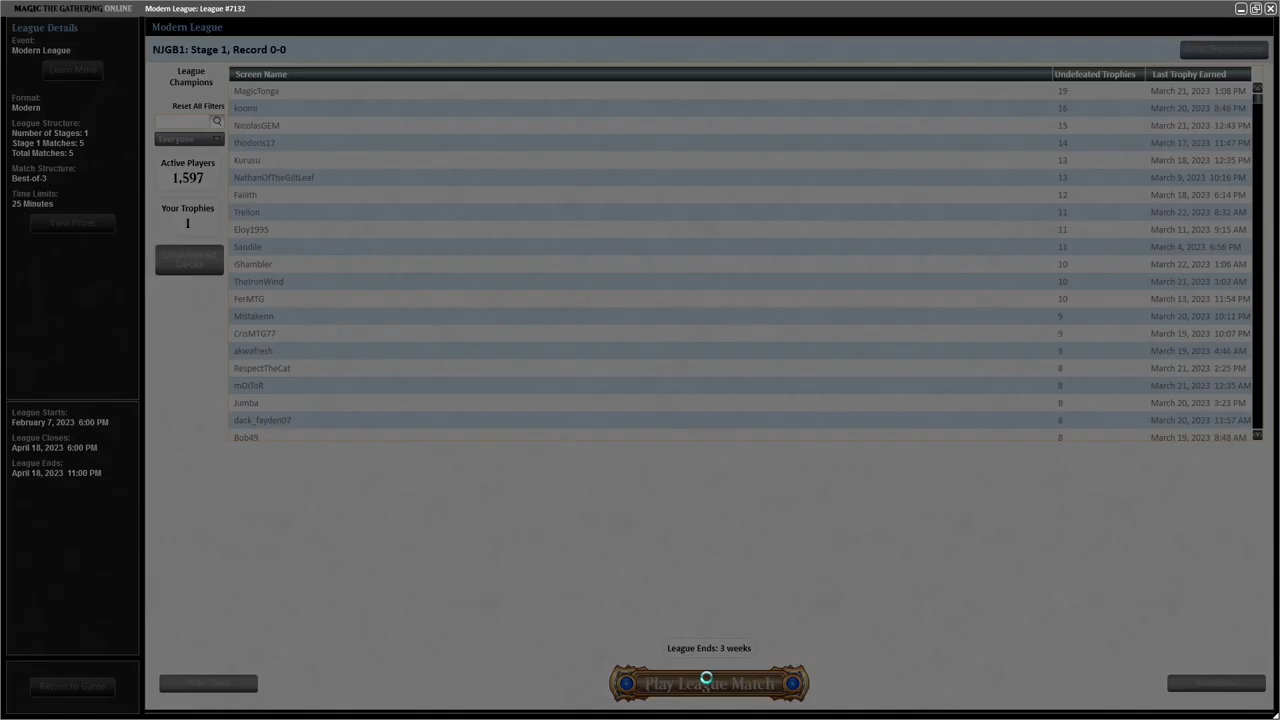 MAGIC THE GATHERING ONLINE
Modern League: League #7132
League Details
Event:
Modern League
Learn More
Format:
Modern
League Structure:
Number of Stages: 1
Stage 1 Matches: 5
Total Matches: 5
Match Structure:
Best-of-3
Time Limits:
25 Minutes
View Prizes
League Starts:
February 7, 2023 6:00 PM
League Closes:
April 18, 2023 6:00 PM
League Ends:
April 18, 2023 11:00 PM
Return to Game
Modern League
NJGB1: Stage 1, Record 0-0
League
Champions
Reset All Filters
Everyone
Active Players
1,597
Your Trophies
1
Undefeated
Decks
Screen Name Undefeated Trophies Last Trophy Earned
MagicTonga 19 March 21, 2023 1:08 PM
koomi 16 March 20, 2023 8:46 PM
NicolasGEM 15 March 21, 2023 12:43 PM
thodoris17 14 March 17, 2023 11:47 PM
Kurusu 13 March 18, 2023 12:35 PM
NathanOfTheGiltLeaf 13 March 9, 2023 10:16 PM
Faiiith 12 March 18, 2023 6:14 PM
Trellon 11 March 22, 2023 8:32 AM
Eloy1995 11 March 11, 2023 9:15 AM
Sandile 11 March 4, 2023 6:56 PM
iShambler 10 March 22, 2023 1:06 AM
TheIronWind 10 March 21, 2023 3:02 AM
FerMTG 10 March 13, 2023 11:54 PM
Mistakenn 9 March 20, 2023 10:11 PM
CrisMTG77 9 March 19, 2023 10:07 PM
akwafresh 9 March 19, 2023 4:46 AM
RespectTheCat 8 March 21, 2023 2:25 PM
mOiToR 8 March 21, 2023 12:35 AM
Jumba 8 March 20, 2023 3:23 PM
dack_fayden07 8 March 20, 2023 11:57 AM
Bob49 8 March 19, 2023 8:48 AM
League Ends: 3 weeks
Play League Match